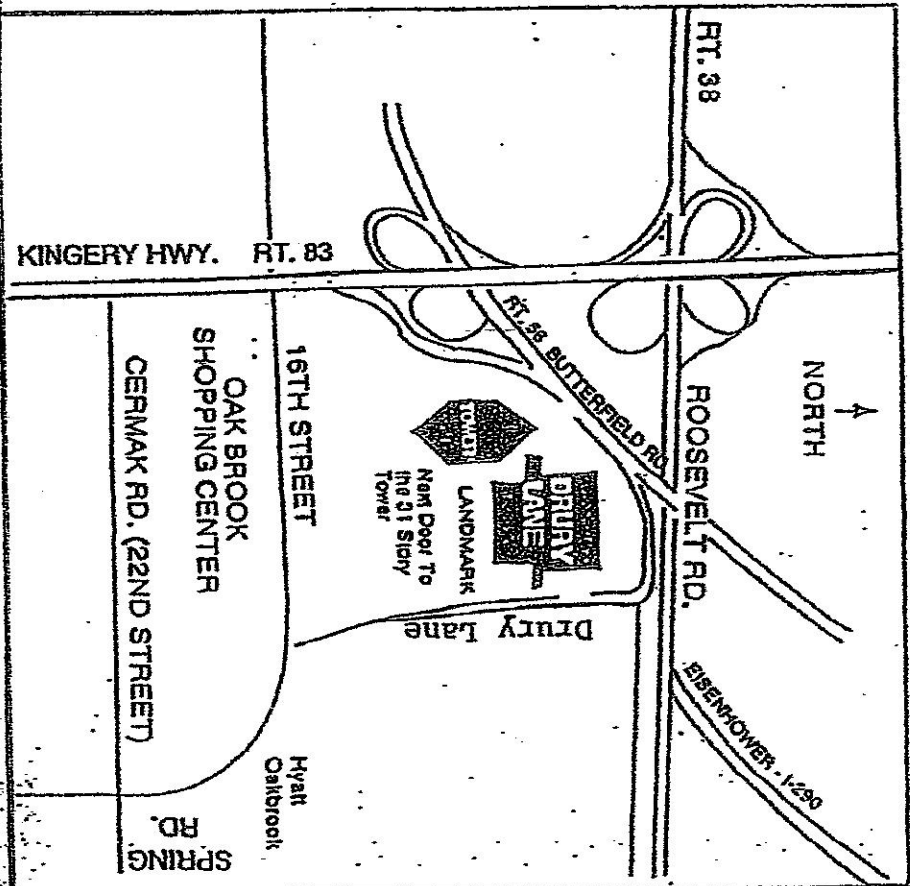 RT. 38
NORTH
KINGERY HWY. RT. 83
RT. 56 BUTTERFIELD RD.
ROOSEVELT RD.
EISENHOWER - I-290
DRURY
LANE
LANDMARK
Next Door To
the 31 Story
Tower
Drury Lane
16TH STREET
OAK BROOK
SHOPPING CENTER
CERMAK RD. (22ND STREET)
Hyatt
Oakbrook
SPRING
RD.